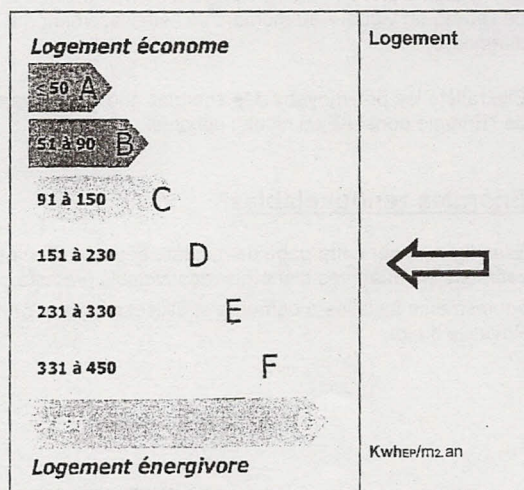 Logement économe
Logement
<50 A
51 à 90 B
91 à 150 C
151 à 230 D
231 à 330 E
331 à 450 F
Logement énergivore
KwhEP/m2.an